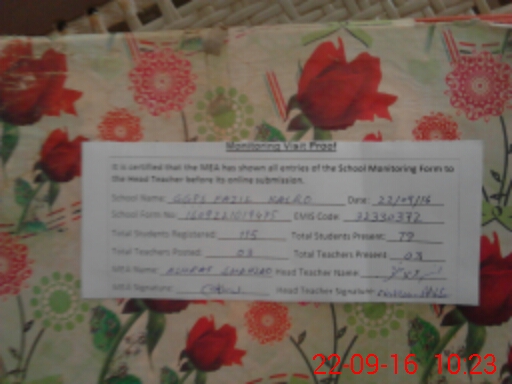 Monitoring Visit Proof
It is certified that the MEA has shown all entries of the School Monitoring Form to
the Head Teacher before its online submission.
School Name: GGPS FAZIL KALRO Date: 22/09/16
School Form No: EMIS Code: 32330392
Total Students Registered: 115 Total Students Present: 79
Total Teachers Posted: 03 Total Teachers Present: 03
MEA Name: Head Teacher Name:
MEA Signature: Head Teacher Signature:
22-09-16 10:23